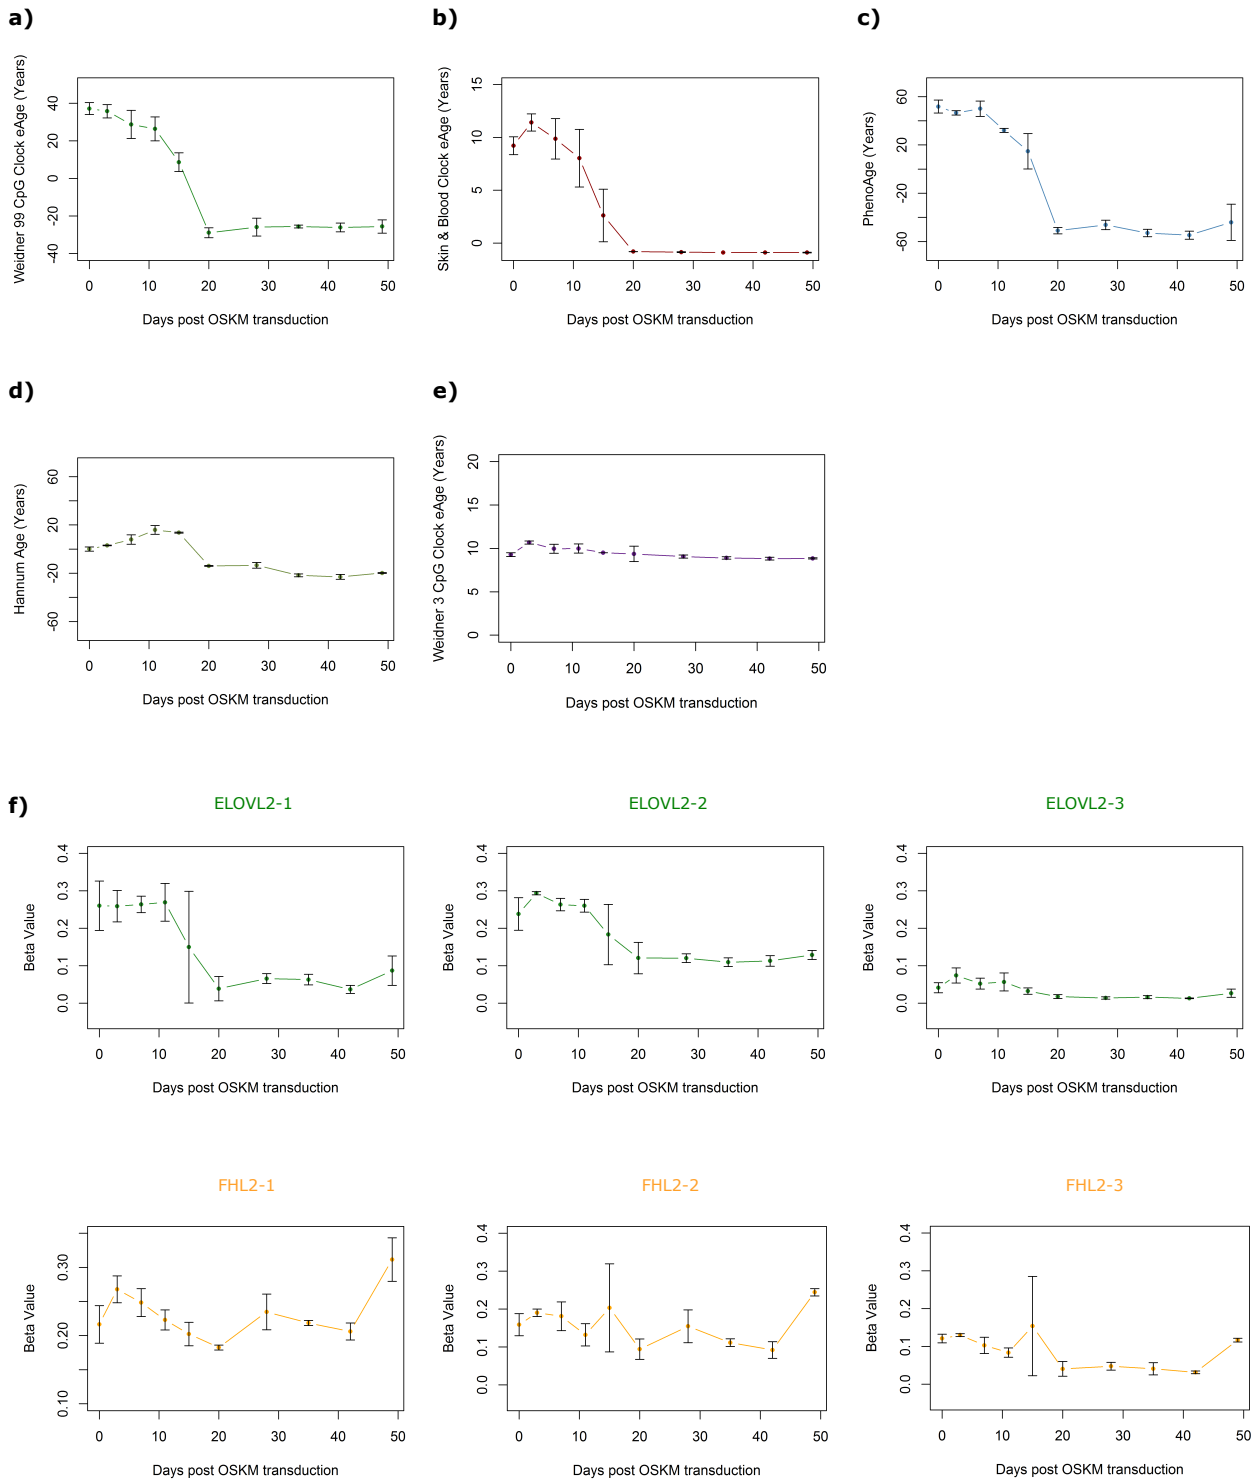 a)
Weidner 99 CpG Clock eAge (Years)
40
20
0
−20
−40
0 10 20 30 40 50
Days post OSKM transduction
b)
Skin & Blood Clock eAge (Years)
15
10
5
0
0 10 20 30 40 50
Days post OSKM transduction
c)
PhenoAge (Years)
60
20
−20
−60
0 10 20 30 40 50
Days post OSKM transduction
d)
Hannum Age (Years)
60
20
−20
−60
0 10 20 30 40 50
Days post OSKM transduction
e)
Weidner 3 CpG Clock eAge (Years)
20
15
10
5
0
0 10 20 30 40 50
Days post OSKM transduction
f)
ELOVL2-1
Beta Value
0.4
0.3
0.2
0.1
0.0
0 10 20 30 40 50
Days post OSKM transduction
ELOVL2-2
Beta Value
0.4
0.3
0.2
0.1
0.0
0 10 20 30 40 50
Days post OSKM transduction
ELOVL2-3
Beta Value
0.4
0.3
0.2
0.1
0.0
0 10 20 30 40 50
Days post OSKM transduction
FHL2-1
Beta Value
0.30
0.20
0.10
0 10 20 30 40 50
Days post OSKM transduction
FHL2-2
Beta Value
0.4
0.3
0.2
0.1
0.0
0 10 20 30 40 50
Days post OSKM transduction
FHL2-3
Beta Value
0.4
0.3
0.2
0.1
0.0
0 10 20 30 40 50
Days post OSKM transduction